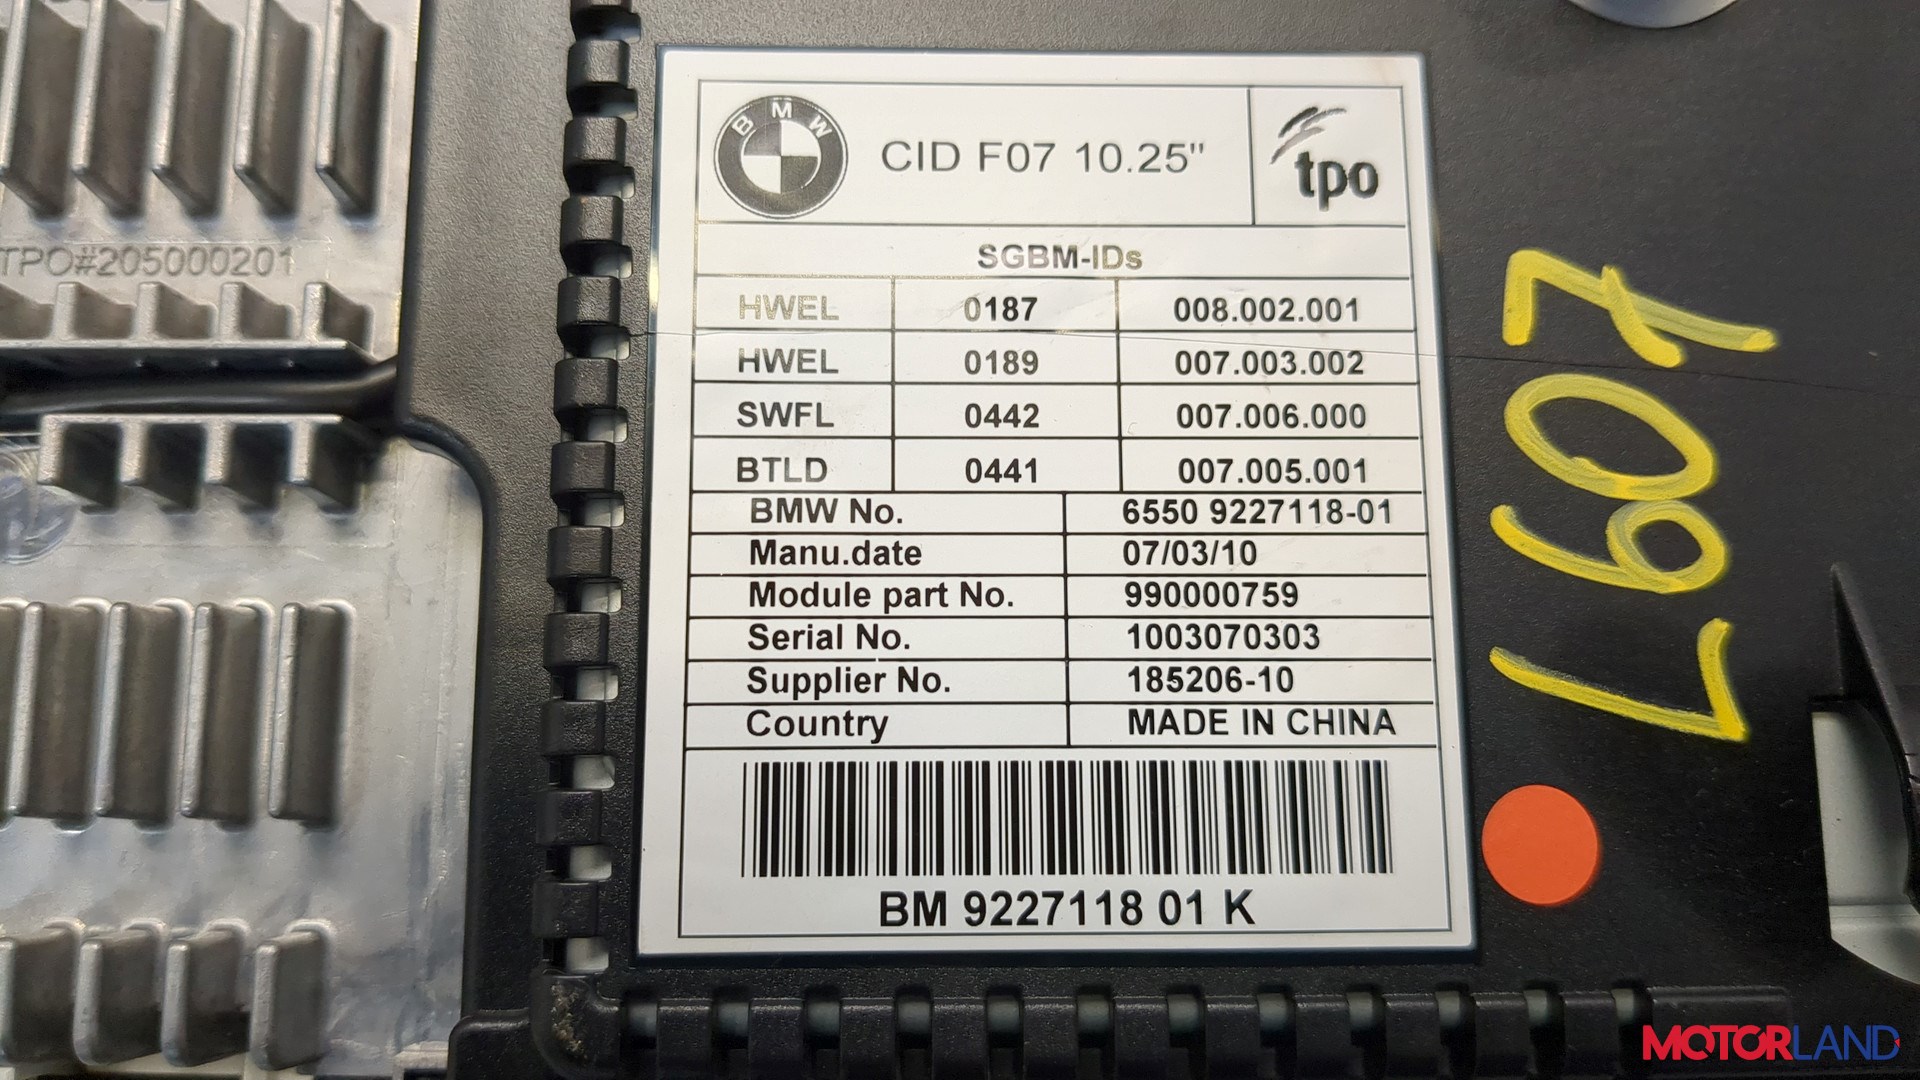 BMW
CID F07 10.25"
tpo
SGBM-IDs
HWEL 0187 008.002.001
HWEL 0189 007.003.002
SWFL 0442 007.006.000
BTLD 0441 007.005.001
BMW No. 6550 9227118-01
Manu.date 07/03/10
Module part No. 990000759
Serial No. 1003070303
Supplier No. 185206-10
Country MADE IN CHINA
BM 9227118 01 K
TPO#205000201
L607
MOTORLAND